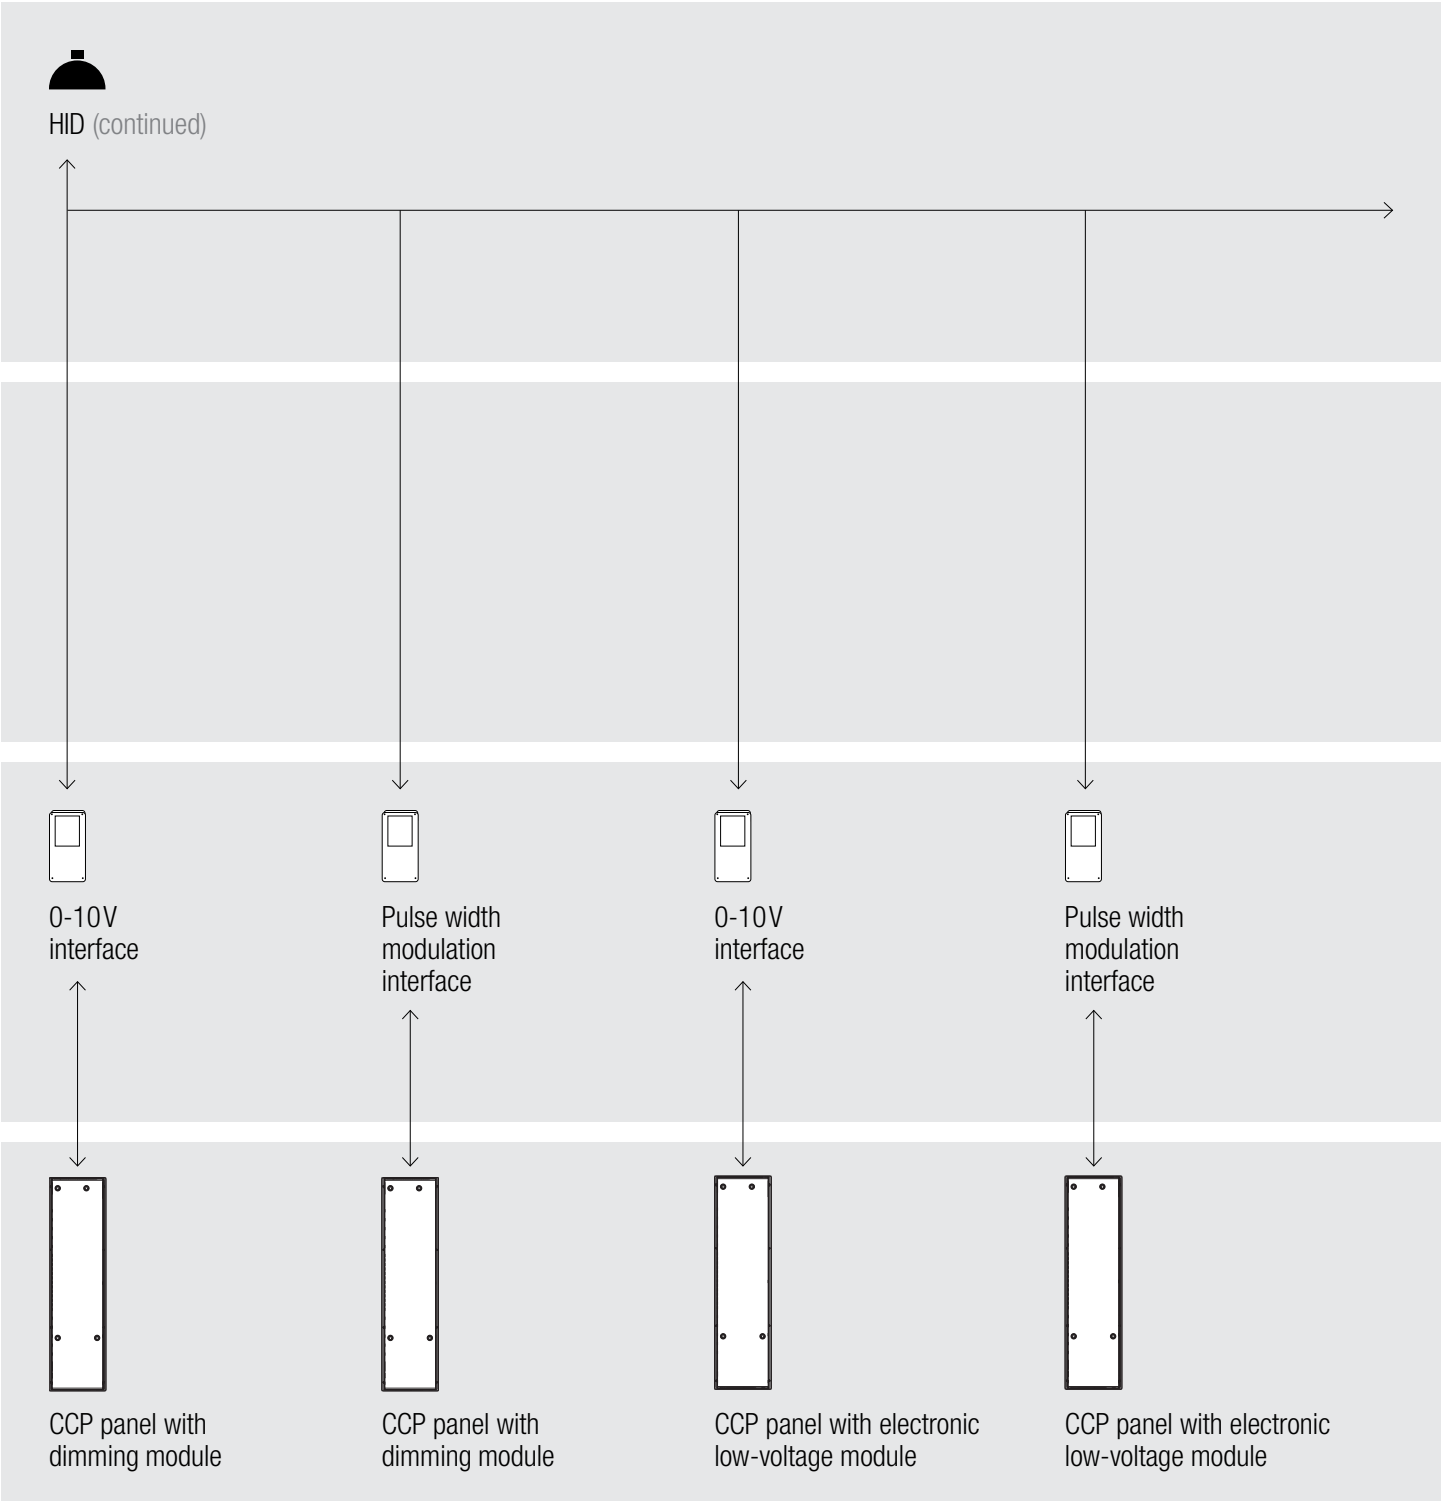 HID (continued)
0-10V
interface
Pulse width
modulation
interface
0-10V
interface
Pulse width
modulation
interface
CCP panel with
dimming module
CCP panel with
dimming module
CCP panel with electronic
low-voltage module
CCP panel with electronic
low-voltage module